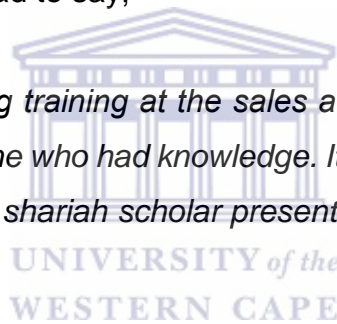 ad to say,
g training at the sales a
ne who had knowledge. I
shariah scholar present
UNIVERSITY of the
WESTERN CAPE